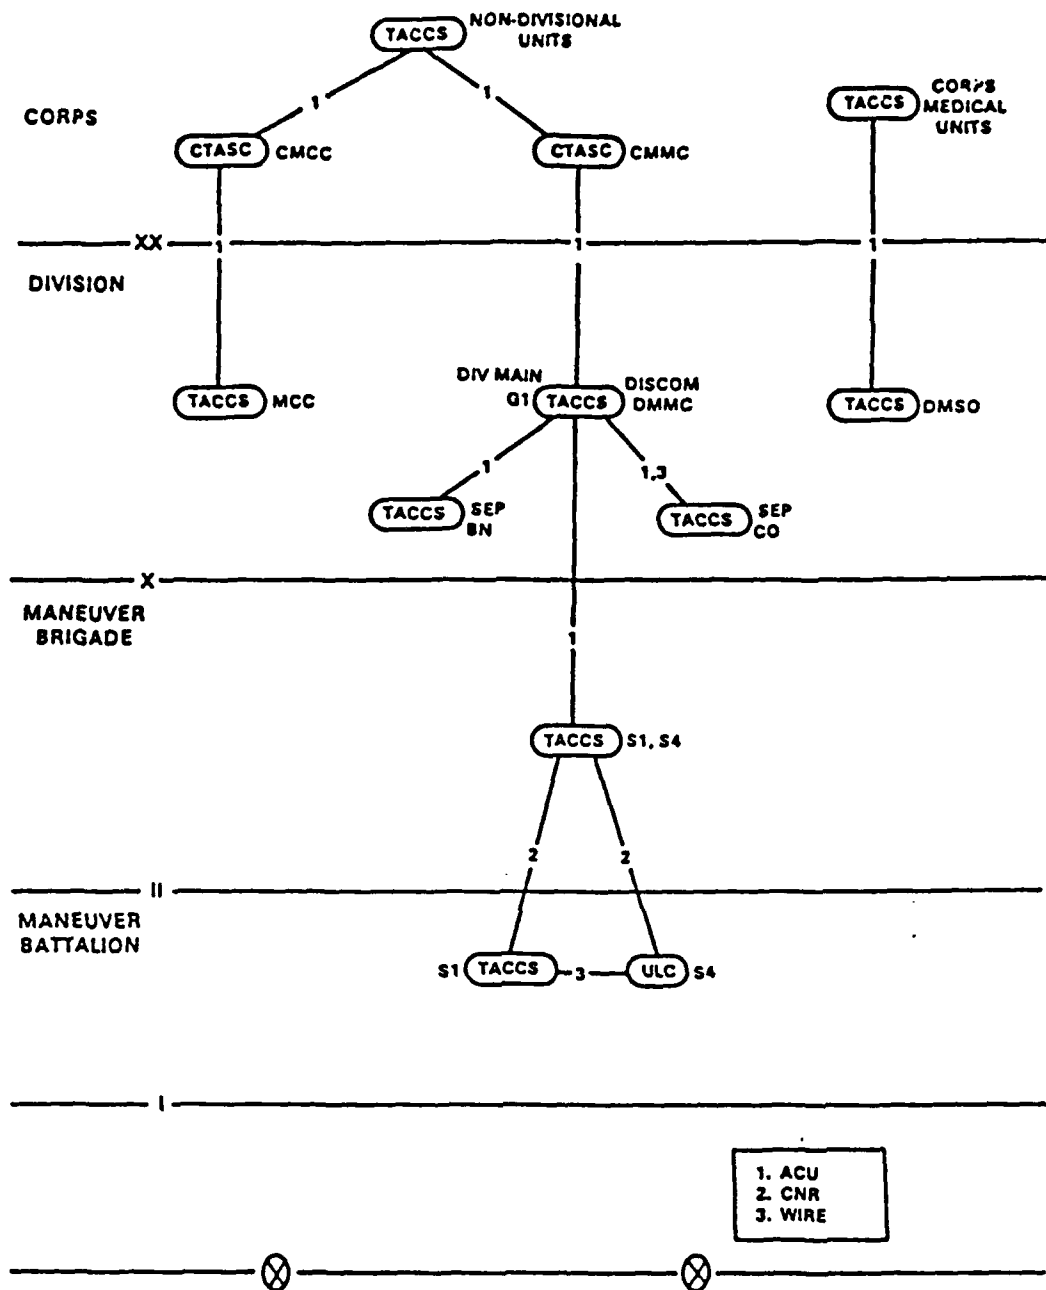 TACCS NON-DIVISIONAL
UNITS
1 1
CORPS
TACCS CORPS
MEDICAL
UNITS
CTASC CMCC
CTASC CMMC
XX 1 1 1
DIVISION
TACCS MCC
DIV MAIN
G1 TACCS DISCOM
DMMC
TACCS DMSO
1 1,3
TACCS SEP
BN
TACCS SEP
CO
X
MANEUVER
BRIGADE
1
TACCS S1, S4
2 2
II
MANEUVER
BATTALION
S1 TACCS 3 ULC S4
I
1. ACU
2. CNR
3. WIRE
X X